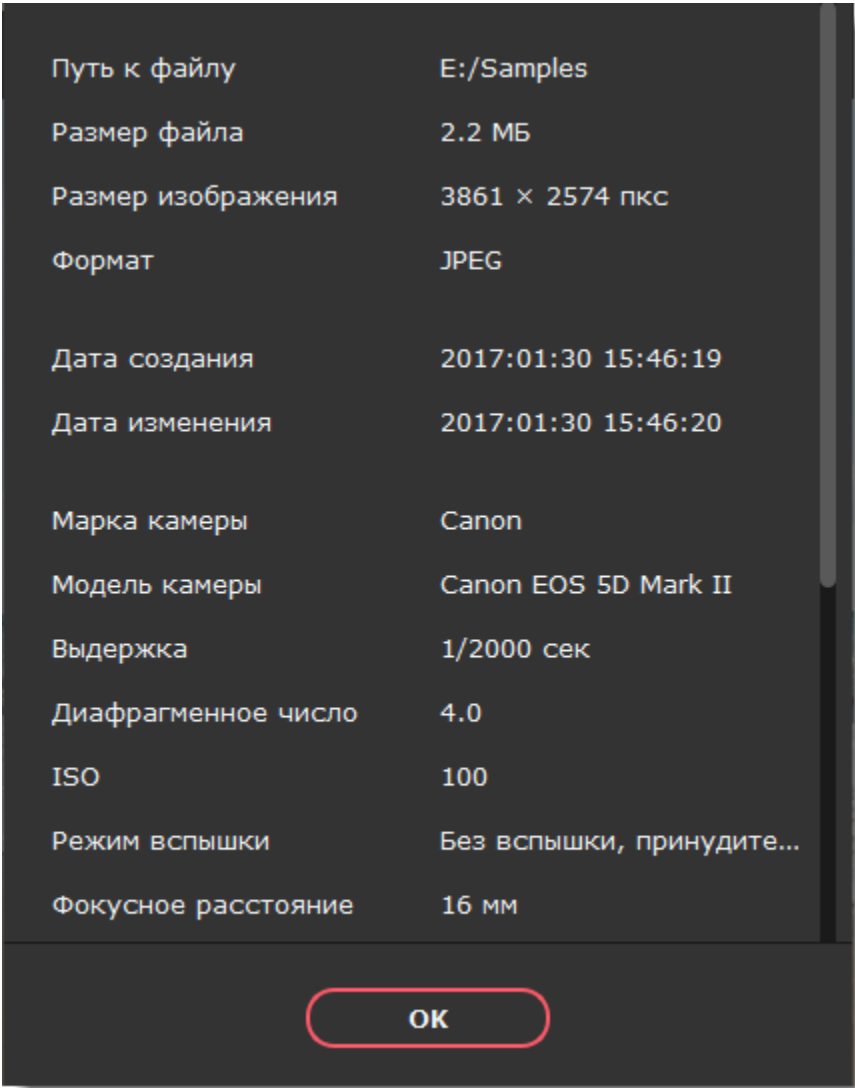 Путь к файлу E:/Samples
Размер файла 2.2 МБ
Размер изображения 3861 × 2574 пкс
Формат JPEG
Дата создания 2017:01:30 15:46:19
Дата изменения 2017:01:30 15:46:20
Марка камеры Canon
Модель камеры Canon EOS 5D Mark II
Выдержка 1/2000 сек
Диафрагменное число 4.0
ISO 100
Режим вспышки Без вспышки, принудите...
Фокусное расстояние 16 мм
ОК